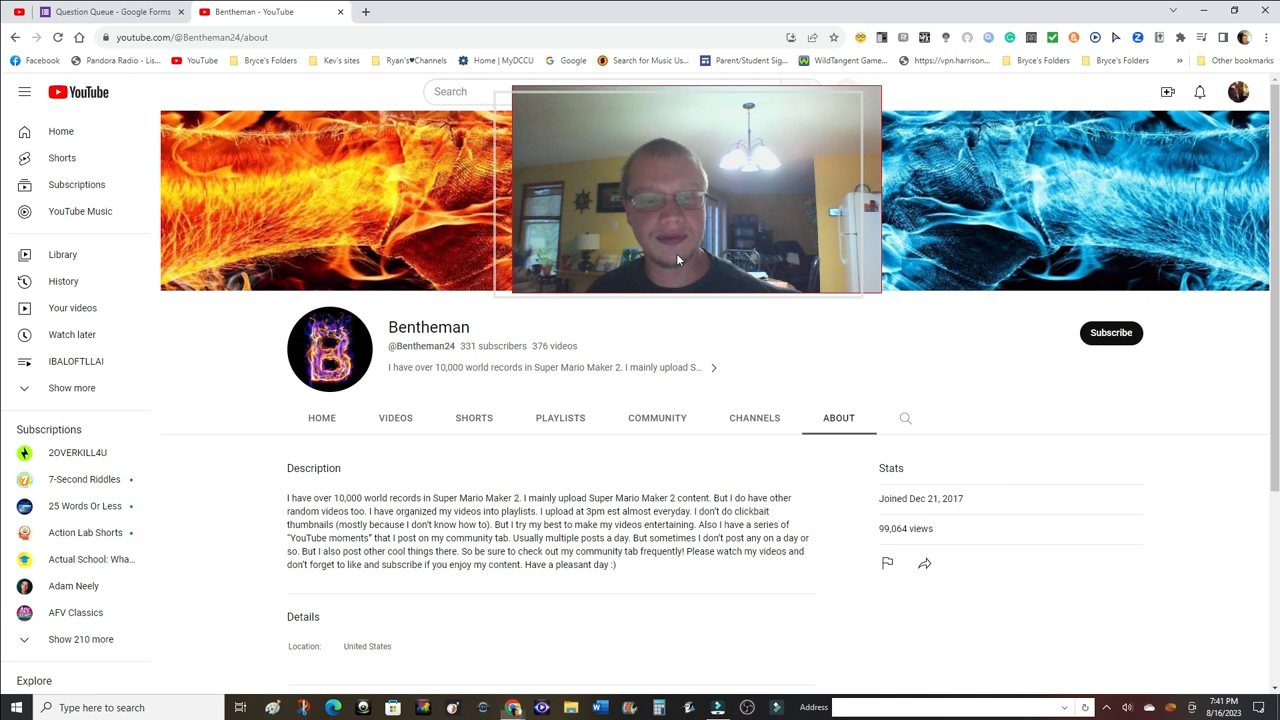 Question Queue - Google Forms
Bentheman - YouTube
youtube.com/@Bentheman24/about
Facebook
Pandora Radio - Lis...
YouTube
Bryce's Folders
Kev's sites
Ryan's♥Channels
Home | MyDCCU
Google
Search for Music Us...
Parent/Student Sig...
WildTangent Game...
https://vpn.harrison...
Bryce's Folders
Bryce's Folders
»
Other bookmarks
YouTube
Search
Home
Shorts
Subscriptions
YouTube Music
Library
History
Your videos
Watch later
IBALOFTLLAI
Show more
Subscriptions
2OVERKILL4U
7-Second Riddles
25 Words Or Less
Action Lab Shorts
Actual School: Wha...
Adam Neely
AFV Classics
Show 210 more
Explore
B
Bentheman
@Bentheman24 331 subscribers 376 videos
I have over 10,000 world records in Super Mario Maker 2. I mainly upload S...
Subscribe
HOME
VIDEOS
SHORTS
PLAYLISTS
COMMUNITY
CHANNELS
ABOUT
Description
I have over 10,000 world records in Super Mario Maker 2. I mainly upload Super Mario Maker 2 content. But I do have other
random videos too. I have organized my videos into playlists. I upload at 3pm est almost everyday. I don't do clickbait
thumbnails (mostly because I don't know how to). But I try my best to make my videos entertaining. Also I have a series of
"YouTube moments" that I post on my community tab. Usually multiple posts a day. But sometimes I don't post any on a day or
so. But I also post other cool things there. So be sure to check out my community tab frequently! Please watch my videos and
don't forget to like and subscribe if you enjoy my content. Have a pleasant day :)
Details
Location:
United States
Stats
Joined Dec 21, 2017
99,064 views
Type here to search
Address
7:41 PM
8/16/2023